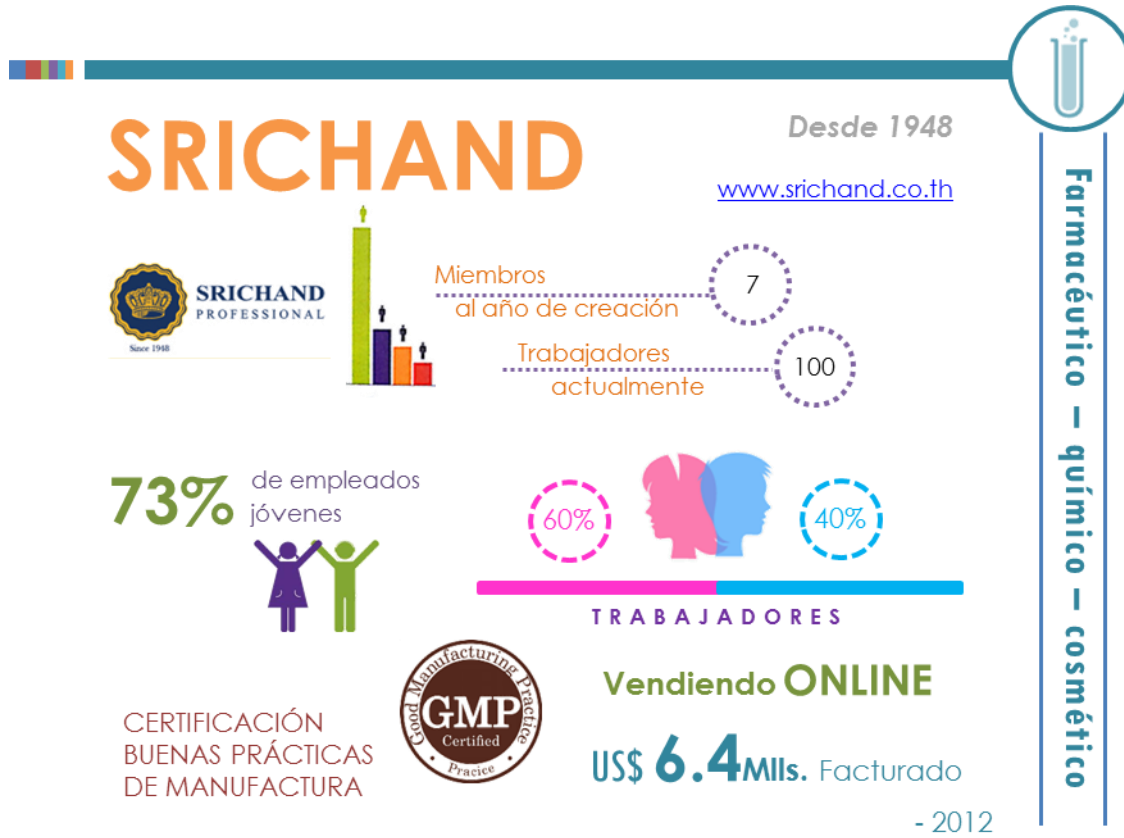 SRICHAND
Desde 1948
www.srichand.co.th
SRICHAND
PROFESSIONAL
Since 1948
Miembros
al año de creación
7
Trabajadores
actualmente
100
73%
de empleados
jóvenes
60%
40%
TRABAJADORES
CERTIFICACIÓN
BUENAS PRÁCTICAS
DE MANUFACTURA
Good Manufacturing Practice
GMP
Certified
Pracice
Vendiendo ONLINE
US$ 6.4Mlls. Facturado
- 2012
Farmacéutico – químico – cosmético